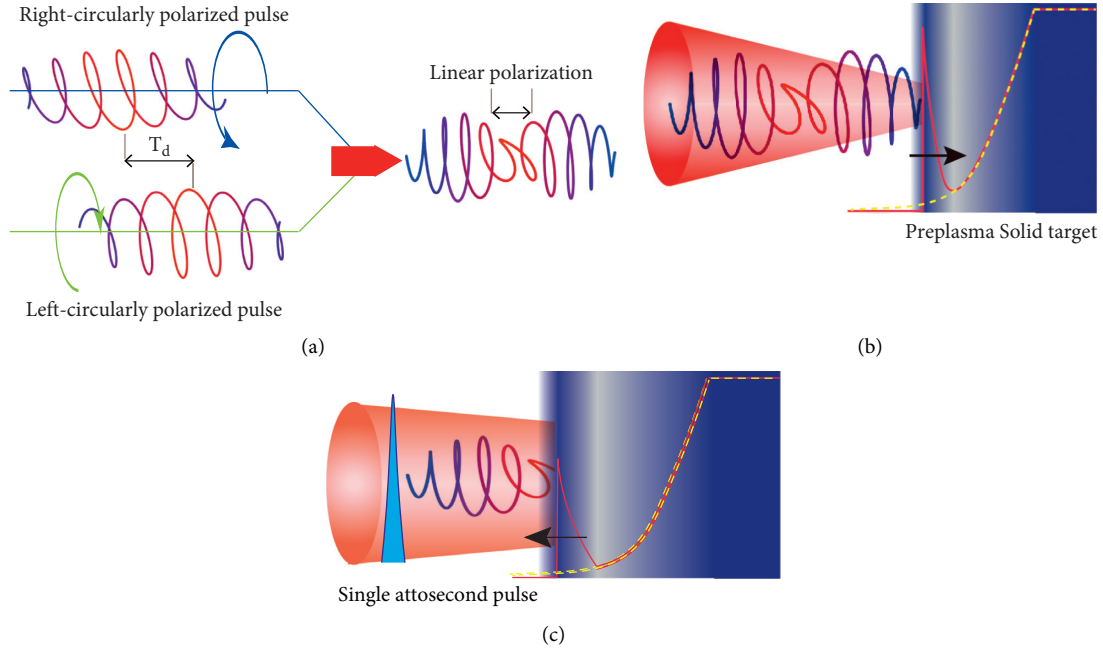 Right-circularly polarized pulse
T_d
Left-circularly polarized pulse
Linear polarization
(a)
Preplasma Solid target
(b)
Single attosecond pulse
(c)